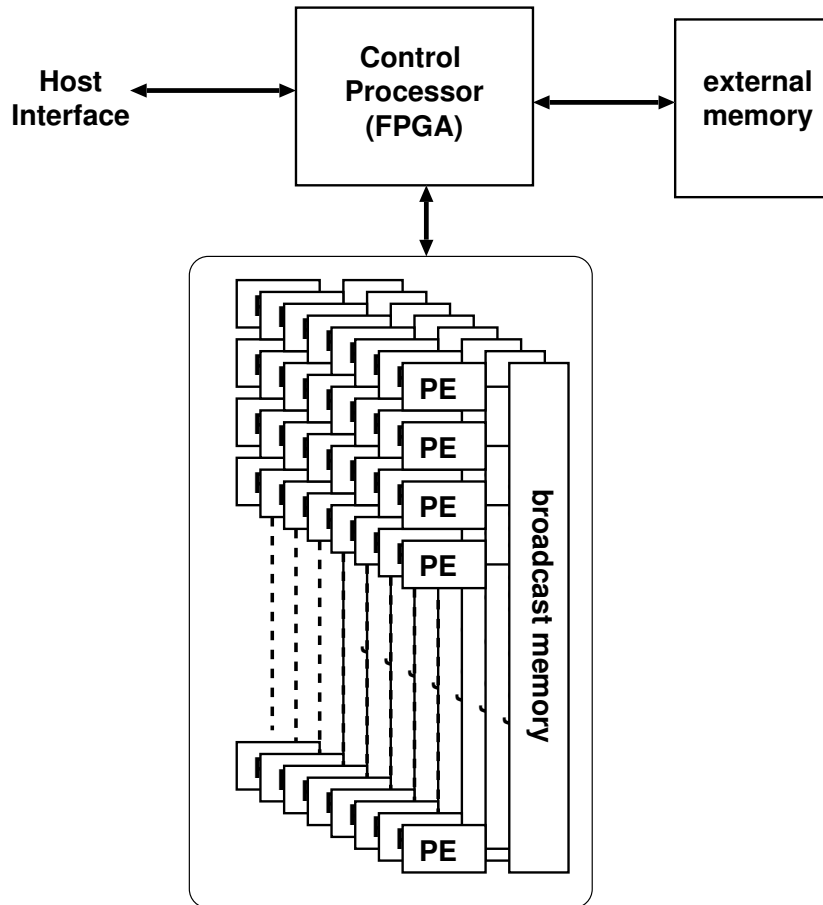 Host
Interface
Control
Processor
(FPGA)
external
memory
PE
PE
PE
PE
PE
broadcast memory